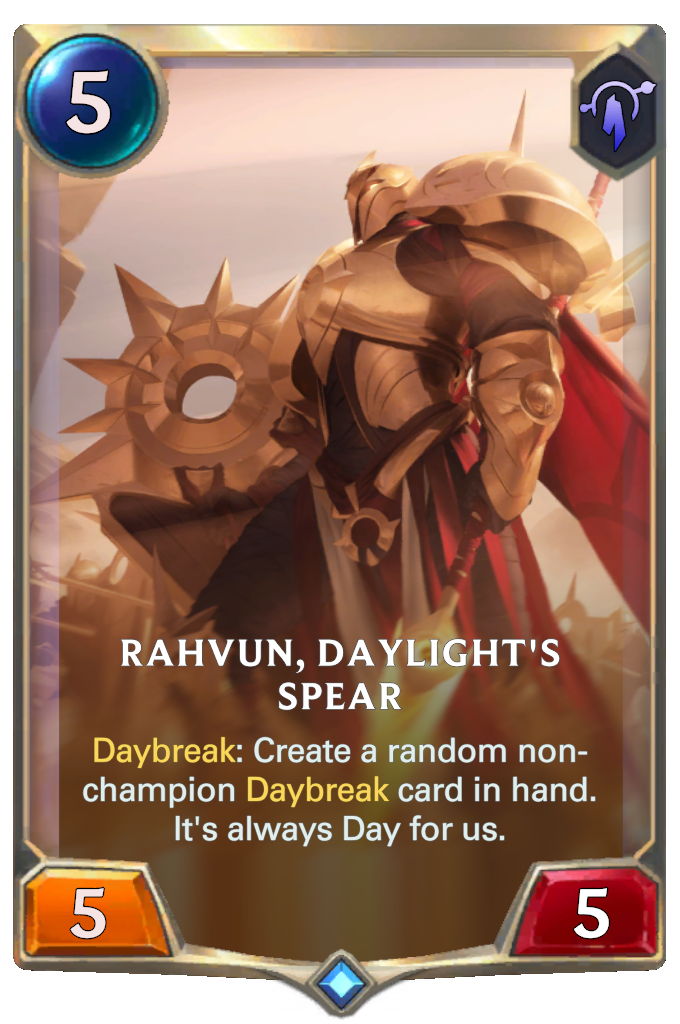 5
RAHVUN, DAYLIGHT'S
SPEAR
Daybreak: Create a random non-
champion Daybreak card in hand.
It's always Day for us.
5
5